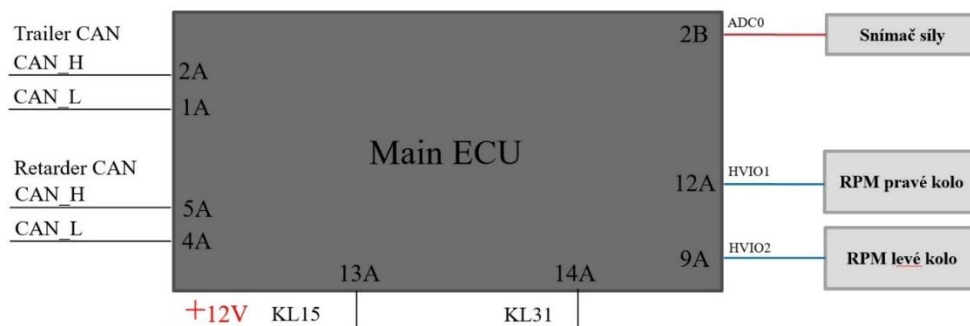 Trailer CAN
CAN_H
2A
CAN_L
1A
Retarder CAN
CAN_H
5A
CAN_L
4A
Main ECU
2B
ADC0
Snímač síly
12A
HVIO1
RPM pravé kolo
9A
HVIO2
RPM levé kolo
13A
14A
+12V
KL15
KL31